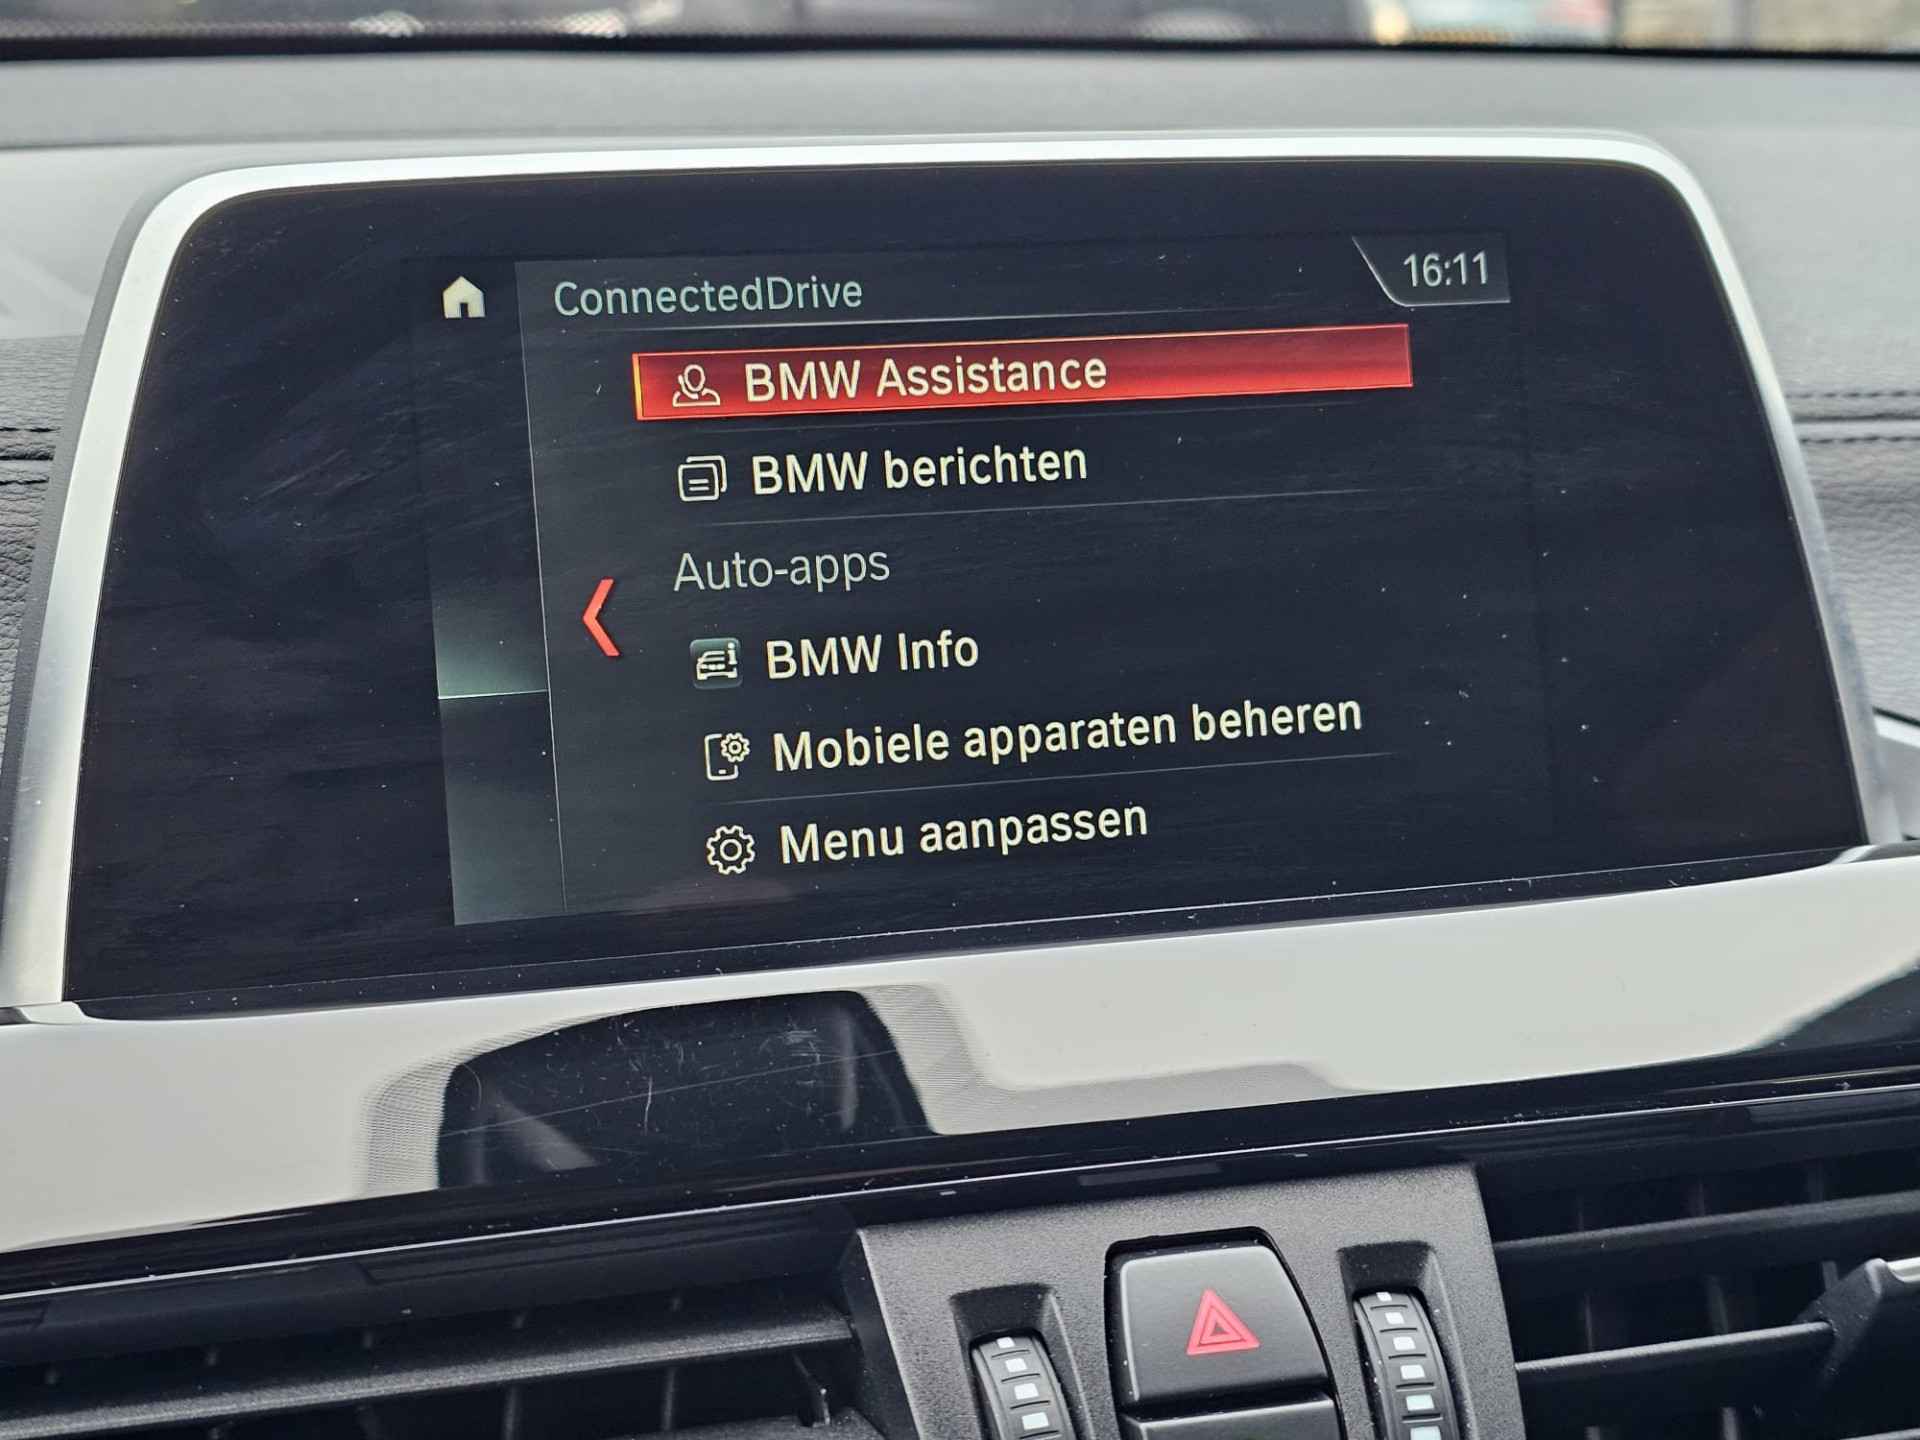 ConnectedDrive
16:11
BMW Assistance
BMW berichten
Auto-apps
BMW Info
Mobiele apparaten beheren
Menu aanpassen